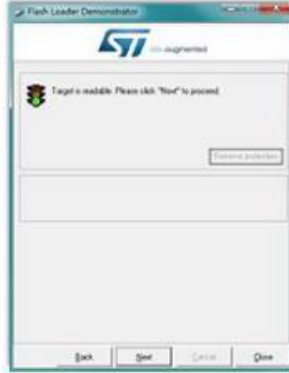 Flash Loader Demonstrator
ST life.augmented
Target is readable. Please click "Next" to proceed.
Remove protection
Back Next Cancel Close